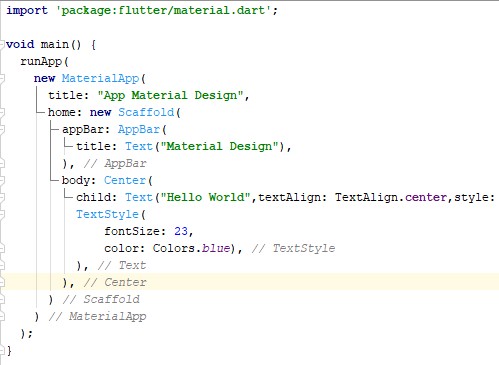 import 'package:flutter/material.dart';
void main() {
runApp(
new MaterialApp(
title: "App Material Design",
home: new Scaffold(
appBar: AppBar(
title: Text("Material Design"),
), // AppBar
body: Center(
child: Text("Hello World",textAlign: TextAlign.center,style:
TextStyle(
fontSize: 23,
color: Colors.blue), // TextStyle
), // Text
), // Center
) // Scaffold
) // MaterialApp
);
}